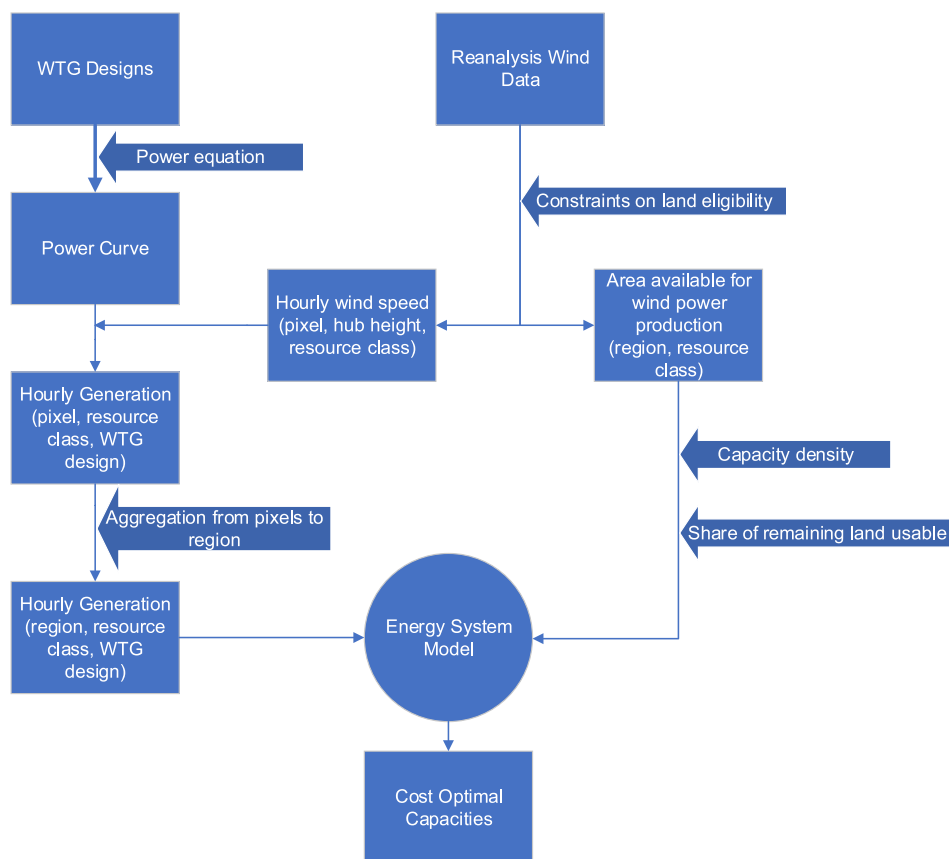 WTG Designs
Reanalysis Wind
Data
Power equation
Constraints on land eligibility
Power Curve
Hourly wind speed
(pixel, hub height,
resource class)
Area available for
wind power
production
(region, resource
class)
Hourly Generation
(pixel, resource
class, WTG
design)
Capacity density
Aggregation from pixels to
region
Share of remaining land usable
Hourly Generation
(region, resource
class, WTG
design)
Energy System
Model
Cost Optimal
Capacities